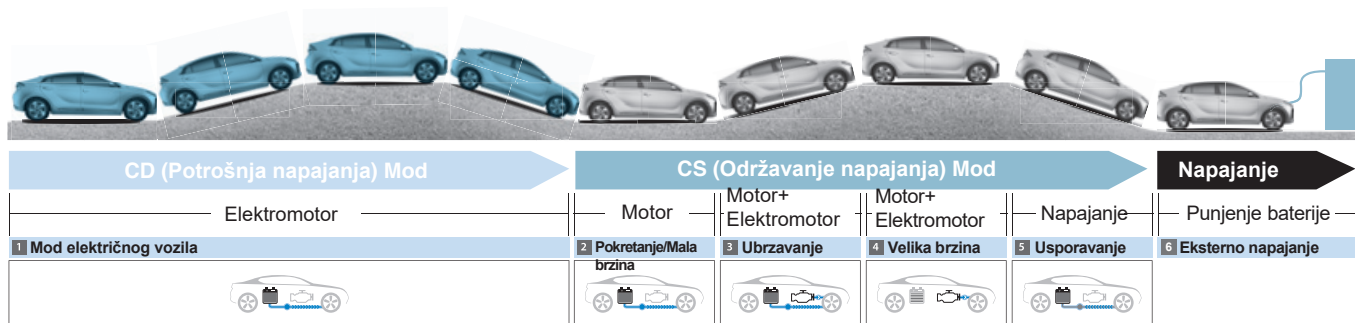 CD (Potrošnja napajanja) Mod
CS (Održavanje napajanja) Mod
Napajanje
Elektromotor
Motor
Motor+
Elektromotor
Motor+
Elektromotor
Napajanje
Punjenje baterije
1 Mod električnog vozila
2 Pokretanje/Mala
brzina
3 Ubrzavanje
4 Velika brzina
5 Usporavanje
6 Eksterno napajanje